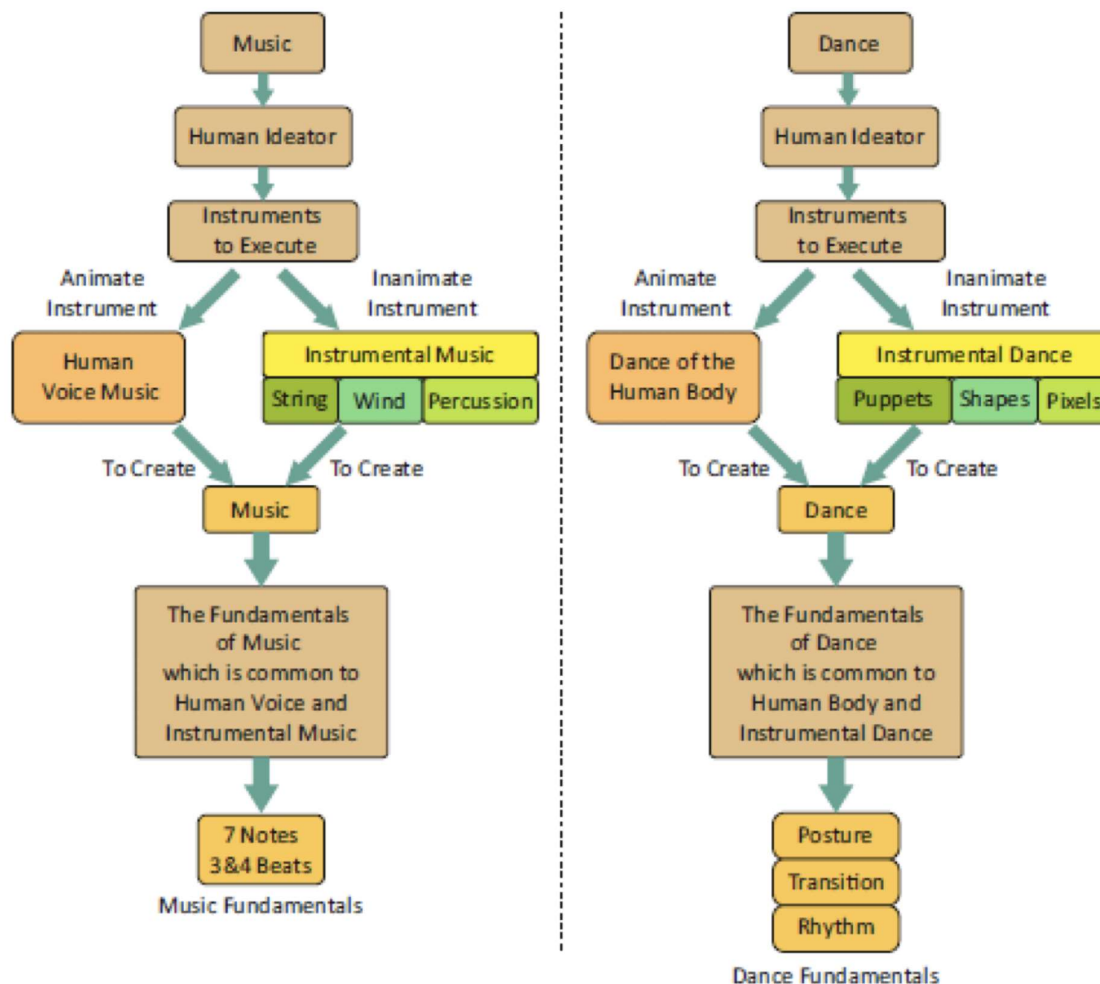 Music
Human Ideator
Instruments
to Execute
Animate
Instrument
Inanimate
Instrument
Human
Voice Music
Instrumental Music
String
Wind
Percussion
To Create
To Create
Music
The Fundamentals
of Music
which is common to
Human Voice and
Instrumental Music
7 Notes
3&4 Beats
Music Fundamentals
Dance
Human Ideator
Instruments
to Execute
Animate
Instrument
Inanimate
Instrument
Dance of the
Human Body
Instrumental Dance
Puppets
Shapes
Pixels
To Create
To Create
Dance
The Fundamentals
of Dance
which is common to
Human Body and
Instrumental Dance
Posture
Transition
Rhythm
Dance Fundamentals